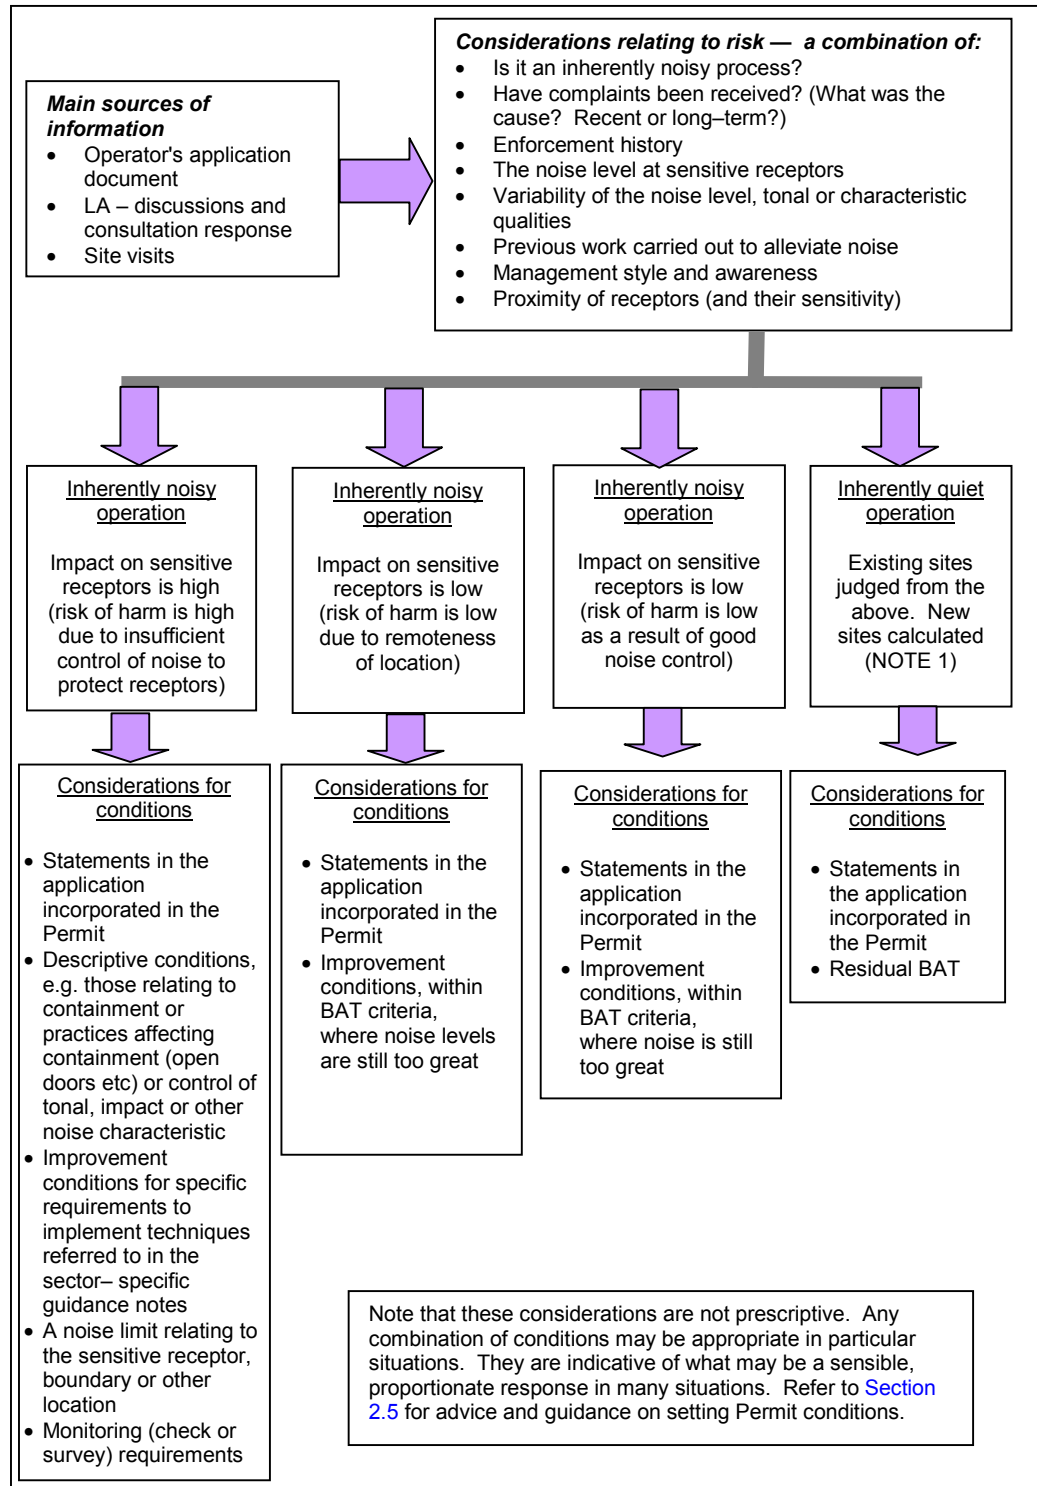 Main sources of
information
• Operator's application
document
• LA – discussions and
consultation response
• Site visits
Considerations relating to risk — a combination of:
• Is it an inherently noisy process?
• Have complaints been received? (What was the
cause? Recent or long–term?)
• Enforcement history
• The noise level at sensitive receptors
• Variability of the noise level, tonal or characteristic
qualities
• Previous work carried out to alleviate noise
• Management style and awareness
• Proximity of receptors (and their sensitivity)
Inherently noisy
operation
Impact on sensitive
receptors is high
(risk of harm is high
due to insufficient
control of noise to
protect receptors)
Inherently noisy
operation
Impact on sensitive
receptors is low
(risk of harm is low
due to remoteness
of location)
Inherently noisy
operation
Impact on sensitive
receptors is low
(risk of harm is low
as a result of good
noise control)
Inherently quiet
operation
Existing sites
judged from the
above. New
sites calculated
(NOTE 1)
Considerations for
conditions
• Statements in the
application
incorporated in the
Permit
• Descriptive conditions,
e.g. those relating to
containment or
practices affecting
containment (open
doors etc) or control of
tonal, impact or other
noise characteristic
• Improvement
conditions for specific
requirements to
implement techniques
referred to in the
sector– specific
guidance notes
• A noise limit relating to
the sensitive receptor,
boundary or other
location
• Monitoring (check or
survey) requirements
Considerations for
conditions
• Statements in the
application
incorporated in the
Permit
• Improvement
conditions, within
BAT criteria,
where noise levels
are still too great
Considerations for
conditions
• Statements in the
application
incorporated in the
Permit
• Improvement
conditions, within
BAT criteria,
where noise is still
too great
Considerations for
conditions
• Statements in
the application
incorporated in
the Permit
• Residual BAT
Note that these considerations are not prescriptive. Any
combination of conditions may be appropriate in particular
situations. They are indicative of what may be a sensible,
proportionate response in many situations. Refer to Section
2.5 for advice and guidance on setting Permit conditions.